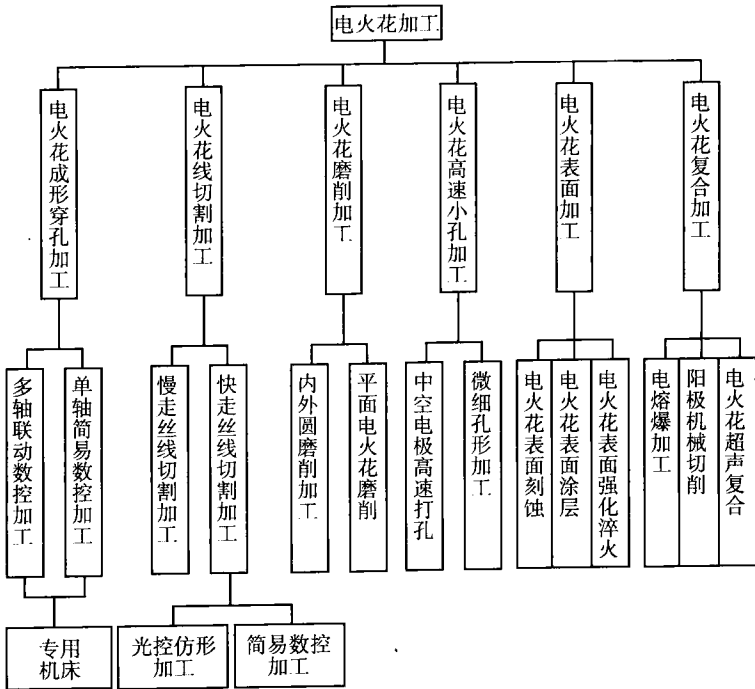 电火花加工
电火花成形穿孔加工
电火花线切割加工
电火花磨削加工
电火花高速小孔加工
电火花表面加工
电火花复合加工
多轴联动数控加工
单轴简易数控加工
慢走丝线切割加工
快走丝线切割加工
内外圆磨削加工
平面电火花磨削
中空电极高速打孔
微细孔形加工
电火花表面刻蚀
电火花表面涂层
电火花表面强化淬火
电熔爆加工
阳极机械切削
电火花超声复合
专用
机床
光控仿形
加工
简易数控
加工